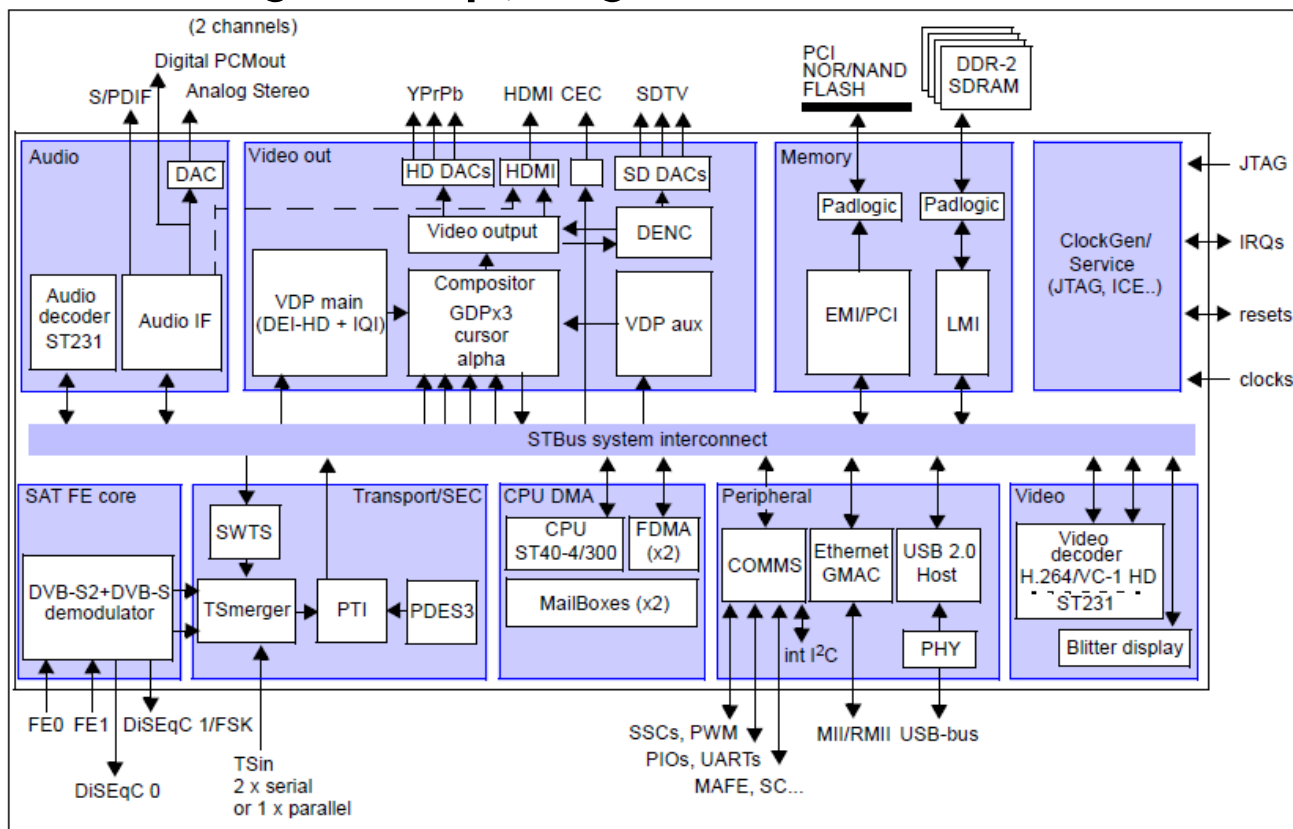 (2 channels)
Digital PCMout
S/PDIF
Analog Stereo
YPrPb
HDMI
CEC
SDTV
PCI
NOR/NAND
FLASH
DDR-2
SDRAM
Audio
DAC
Audio
decoder
ST231
Audio IF
Video out
HD DACs
HDMI
SD DACs
Video output
DENC
VDP main
(DEI-HD + IQI)
Compositor
GDPx3
cursor
alpha
VDP aux
Memory
Padlogic
Padlogic
EMI/PCI
LMI
ClockGen/
Service
(JTAG, ICE..)
JTAG
IRQs
resets
clocks
STBus system interconnect
SAT FE core
DVB-S2+DVB-S
demodulator
Transport/SEC
SWTS
TSmerger
PTI
PDES3
CPU DMA
CPU
ST40-4/300
FDMA
(x2)
MailBoxes (x2)
Peripheral
COMMS
Ethernet
GMAC
USB 2.0
Host
int I²C
PHY
Video
Video
decoder
H.264/VC-1 HD
ST231
Blitter display
FE0
FE1
DiSEqC 1/FSK
DiSEqC 0
TSin
2 x serial
or 1 x parallel
SSCs, PWM
PIOs, UARTs
MAFE, SC...
MII/RMII
USB-bus